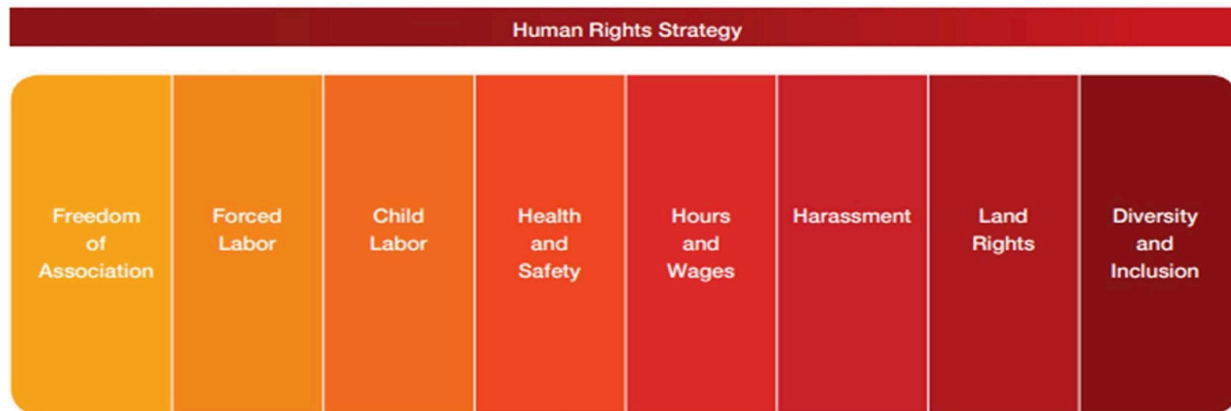 Human Rights Strategy
Freedom
of
Association
Forced
Labor
Child
Labor
Health
and
Safety
Hours
and
Wages
Harassment
Land
Rights
Diversity
and
Inclusion